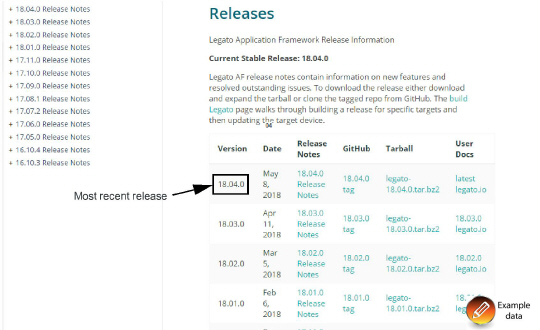 + 18.04.0 Release Notes
+ 18.03.0 Release Notes
+ 18.02.0 Release Notes
+ 18.01.0 Release Notes
+ 17.11.0 Release Notes
+ 17.10.0 Release Notes
+ 17.09.0 Release Notes
+ 17.08.1 Release Notes
+ 17.07.2 Release Notes
+ 17.06.0 Release Notes
+ 17.05.0 Release Notes
+ 16.10.4 Release Notes
+ 16.10.3 Release Notes
Releases
Legato Application Framework Release Information
Current Stable Release: 18.04.0
Legato AF release notes contain information on new features and
resolved outstanding issues. To download the release either download
and expand the tarball or clone the tagged repo from GitHub. The build
Legato page walks through building a release for specific targets and
then updating the target device.
Version Date Release Notes GitHub Tarball User Docs
18.04.0 May 8, 2018 18.04.0 Release Notes 18.04.0 tag legato-18.04.0.tar.bz2 latest legato.io
18.03.0 Apr 11, 2018 18.03.0 Release Notes 18.03.0 tag legato-18.03.0.tar.bz2 18.03.0 legato.io
18.02.0 Mar 5, 2018 18.02.0 Release Notes 18.02.0 tag legato-18.02.0.tar.bz2 18.02.0 legato.io
18.01.0 Feb 6, 2018 18.01.0 Release Notes 18.01.0 tag legato-18.01.0.tar.bz2
Most recent release
Example
data